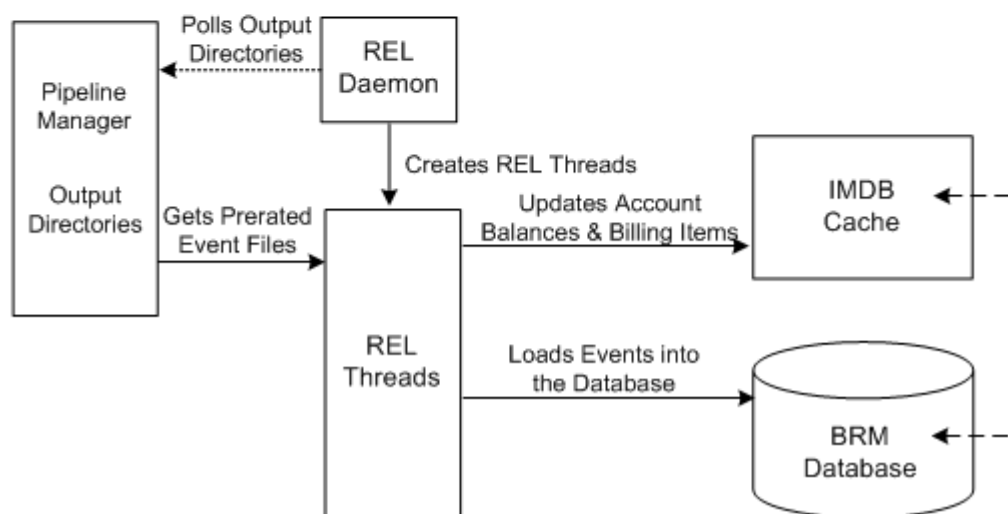 Polls Output
Directories
REL
Daemon
Pipeline
Manager
Output
Directories
Creates REL Threads
Gets Prerated
Event Files
Updates Account
Balances & Billing Items
IMDB
Cache
REL
Threads
Loads Events into
the Database
BRM
Database